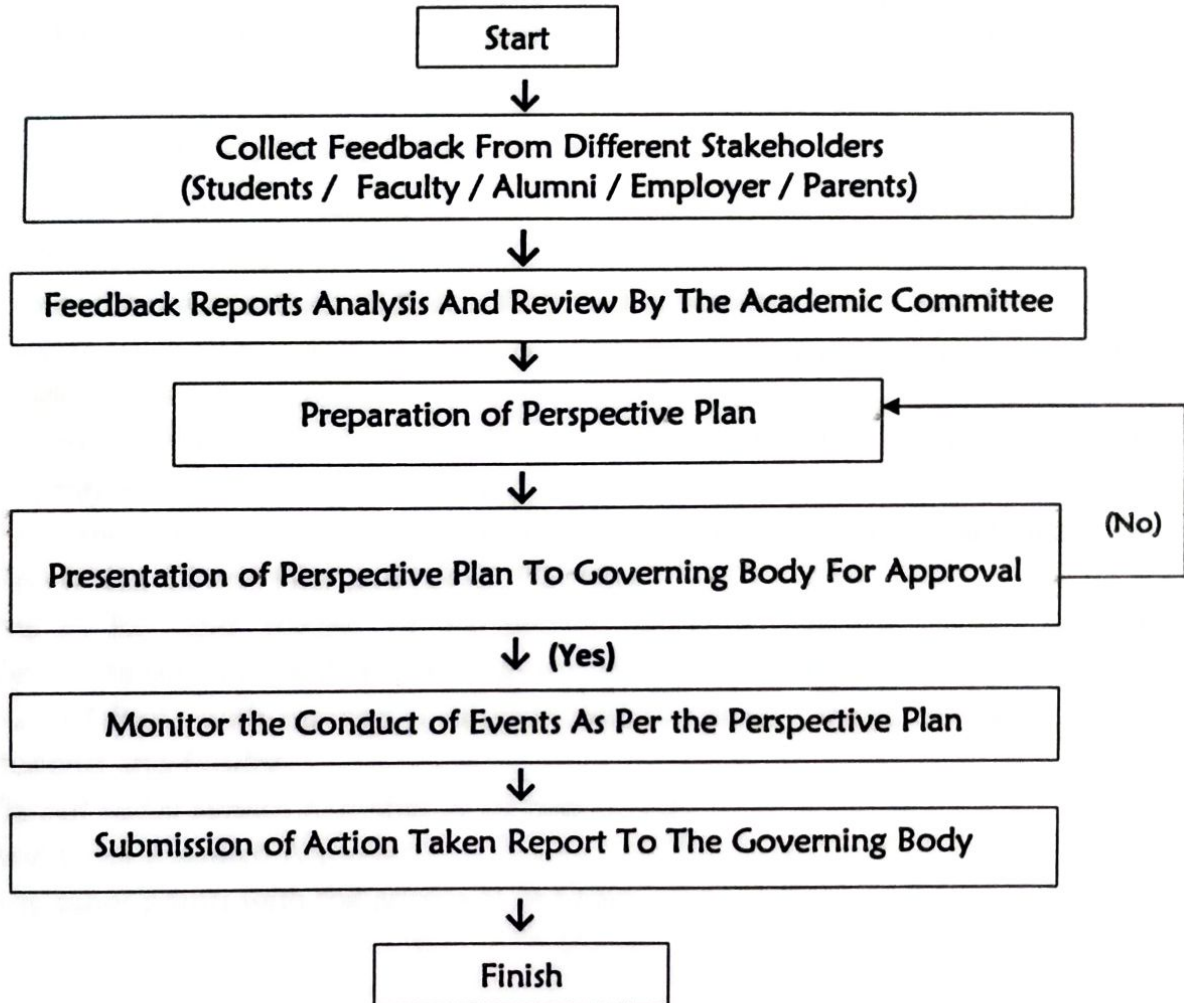 Start
Collect Feedback From Different Stakeholders
(Students / Faculty / Alumni / Employer / Parents)
Feedback Reports Analysis And Review By The Academic Committee
Preparation of Perspective Plan
(No)
Presentation of Perspective Plan To Governing Body For Approval
(Yes)
Monitor the Conduct of Events As Per the Perspective Plan
Submission of Action Taken Report To The Governing Body
Finish